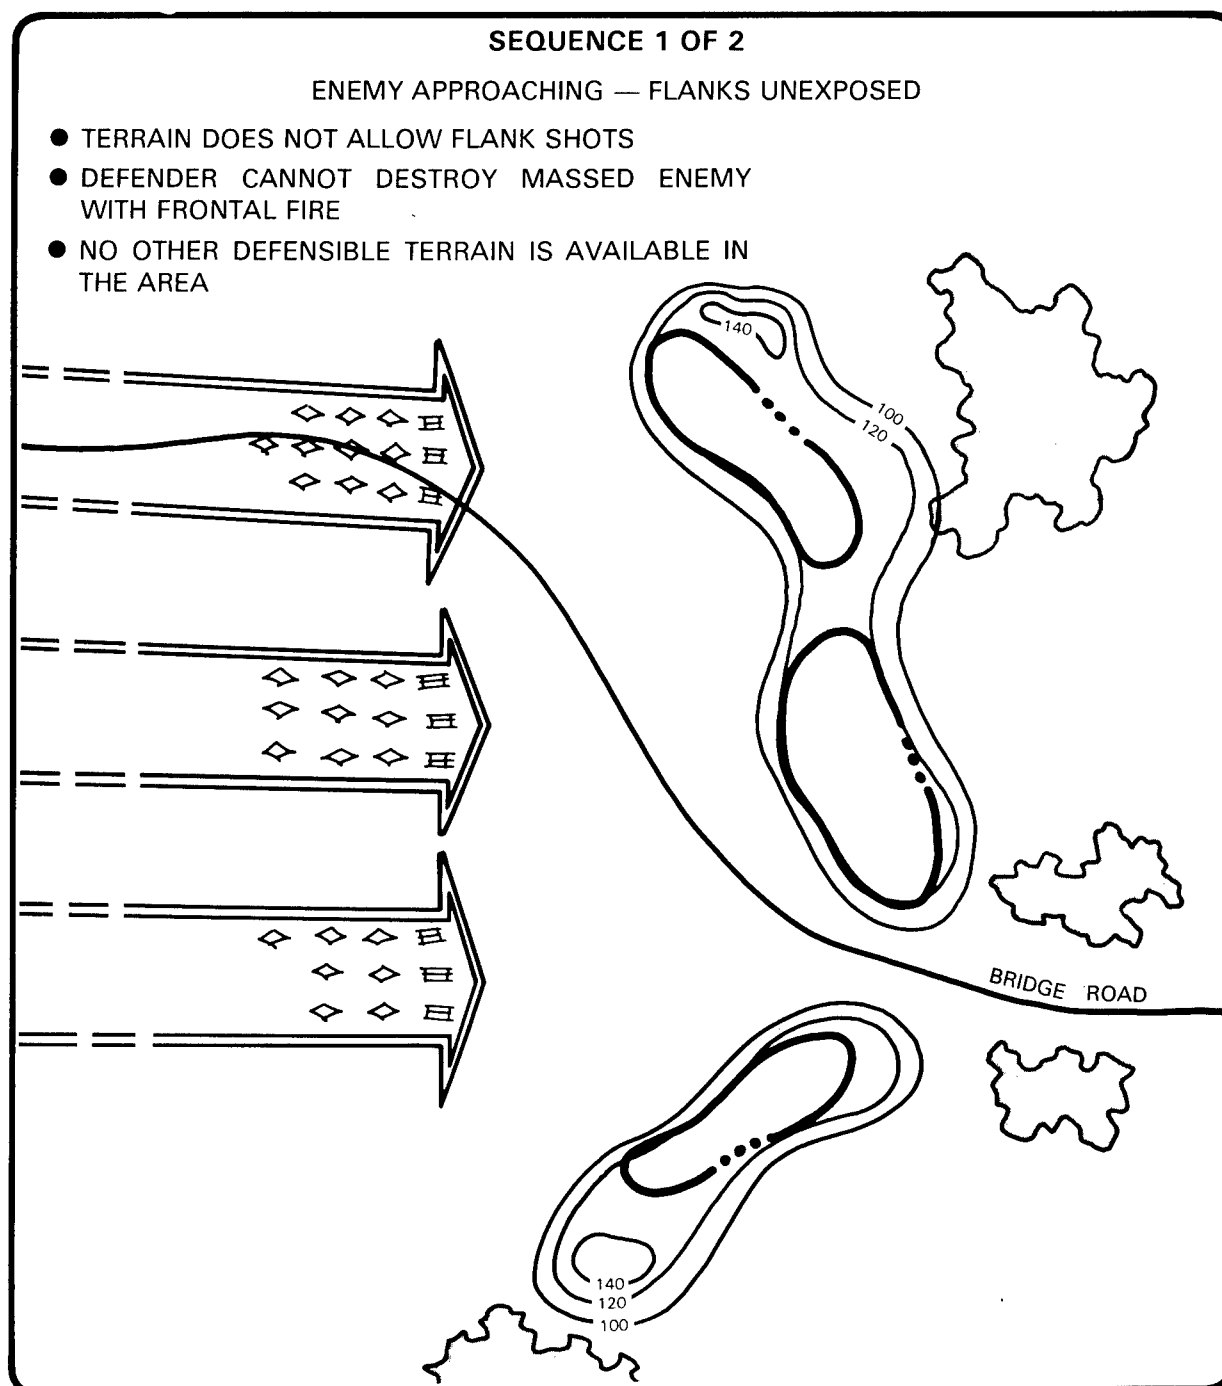 SEQUENCE 1 OF 2
ENEMY APPROACHING — FLANKS UNEXPOSED
● TERRAIN DOES NOT ALLOW FLANK SHOTS
● DEFENDER CANNOT DESTROY MASSED ENEMY
WITH FRONTAL FIRE
● NO OTHER DEFENSIBLE TERRAIN IS AVAILABLE IN
THE AREA
140
100
120
BRIDGE ROAD
140
120
100